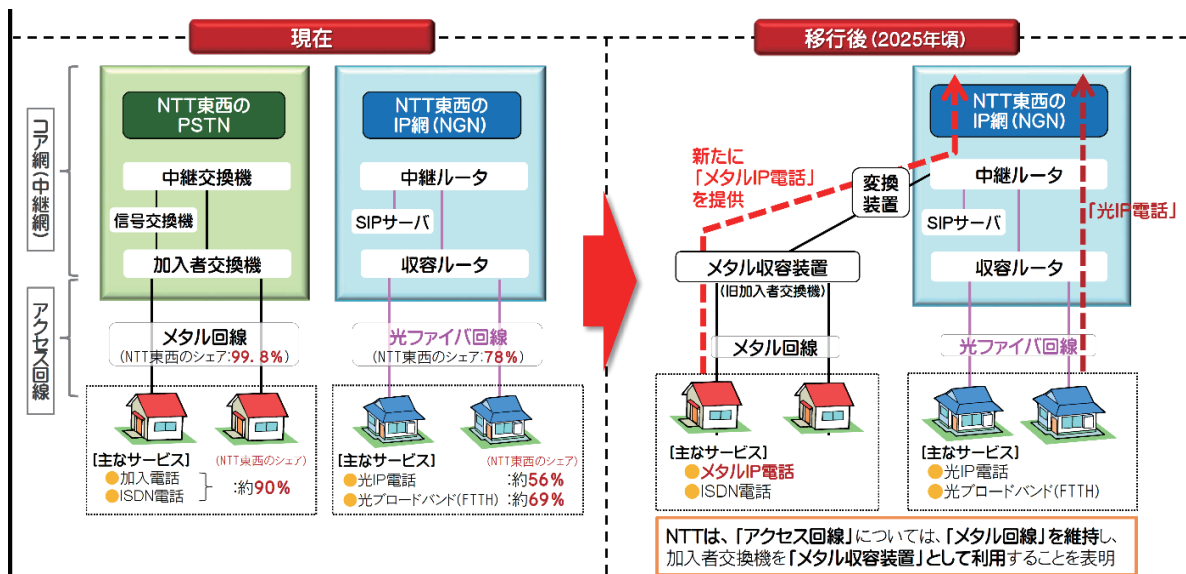 現在
コア網(中継網)
アクセス回線
NTT東西の
PSTN
中継交換機
信号交換機
加入者交換機
メタル回線
(NTT東西のシェア:99.8%)
[主なサービス]
(NTT東西のシェア)
●加入電話
●ISDN電話
:約90%
NTT東西の
IP網(NGN)
中継ルータ
SIPサーバ
収容ルータ
光ファイバ回線
(NTT東西のシェア:78%)
[主なサービス]
(NTT東西のシェア)
●光IP電話 :約56%
●光ブロードバンド(FTTH) :約69%
移行後(2025年頃)
新たに
「メタルIP電話」
を提供
変換
装置
メタル収容装置
(旧加入者交換機)
メタル回線
[主なサービス]
●メタルIP電話
●ISDN電話
NTT東西の
IP網(NGN)
中継ルータ
SIPサーバ
「光IP電話」
収容ルータ
光ファイバ回線
[主なサービス]
●光IP電話
●光ブロードバンド(FTTH)
NTTは、「アクセス回線」については、「メタル回線」を維持し、
加入者交換機を「メタル収容装置」として利用することを表明